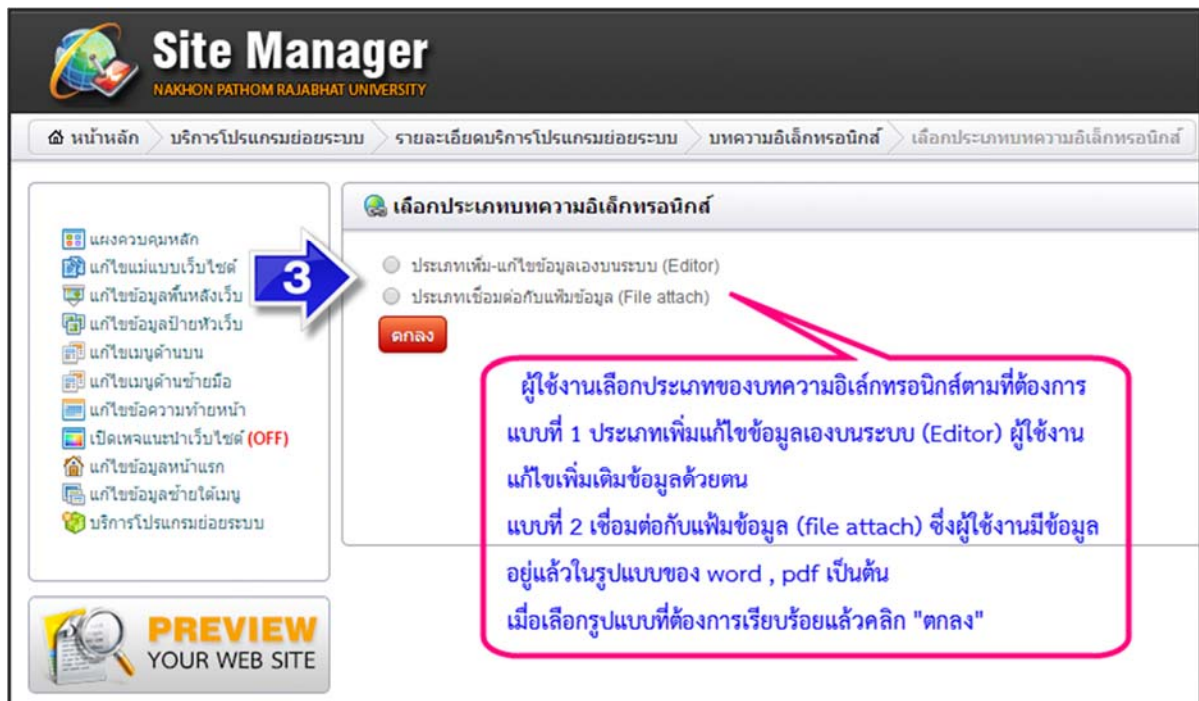 Site Manager
NAKHON PATHOM RAJABHAT UNIVERSITY
หน้าหลัก บริการโปรแกรมย่อยระบบ รายละเอียดบริการโปรแกรมย่อยระบบ บทความอิเล็กทรอนิกส์ เลือกประเภทบทความอิเล็กทรอนิกส์
แผงควบคุมหลัก
แก้ไขแม่แบบเว็บไซต์
แก้ไขข้อมูลพื้นหลังเว็บ
แก้ไขข้อมูลป้ายหัวเว็บ
แก้ไขเมนูด้านบน
แก้ไขเมนูด้านซ้ายมือ
แก้ไขข้อความท้ายหน้า
เปิดเพจแนะนำเว็บไซต์ (OFF)
แก้ไขข้อมูลหน้าแรก
แก้ไขข้อมูลซ้ายใต้เมนู
บริการโปรแกรมย่อยระบบ
PREVIEW
YOUR WEB SITE
3
เลือกประเภทบทความอิเล็กทรอนิกส์
ประเภทเพิ่ม-แก้ไขข้อมูลเองบนระบบ (Editor)
ประเภทเชื่อมต่อกับแฟ้มข้อมูล (File attach)
ตกลง
ผู้ใช้งานเลือกประเภทของบทความอิเล์กทรอนิกส์ตามที่ต้องการ
แบบที่ 1 ประเภทเพิ่มแก้ไขข้อมูลเองบนระบบ (Editor) ผู้ใช้งาน
แก้ไขเพิ่มเติมข้อมูลด้วยตน
แบบที่ 2 เชื่อมต่อกับแฟ้มข้อมูล (file attach) ซึ่งผู้ใช้งานมีข้อมูล
อยู่แล้วในรูปแบบของ word , pdf เป็นต้น
เมื่อเลือกรูปแบบที่ต้องการเรียบร้อยแล้วคลิก "ตกลง"